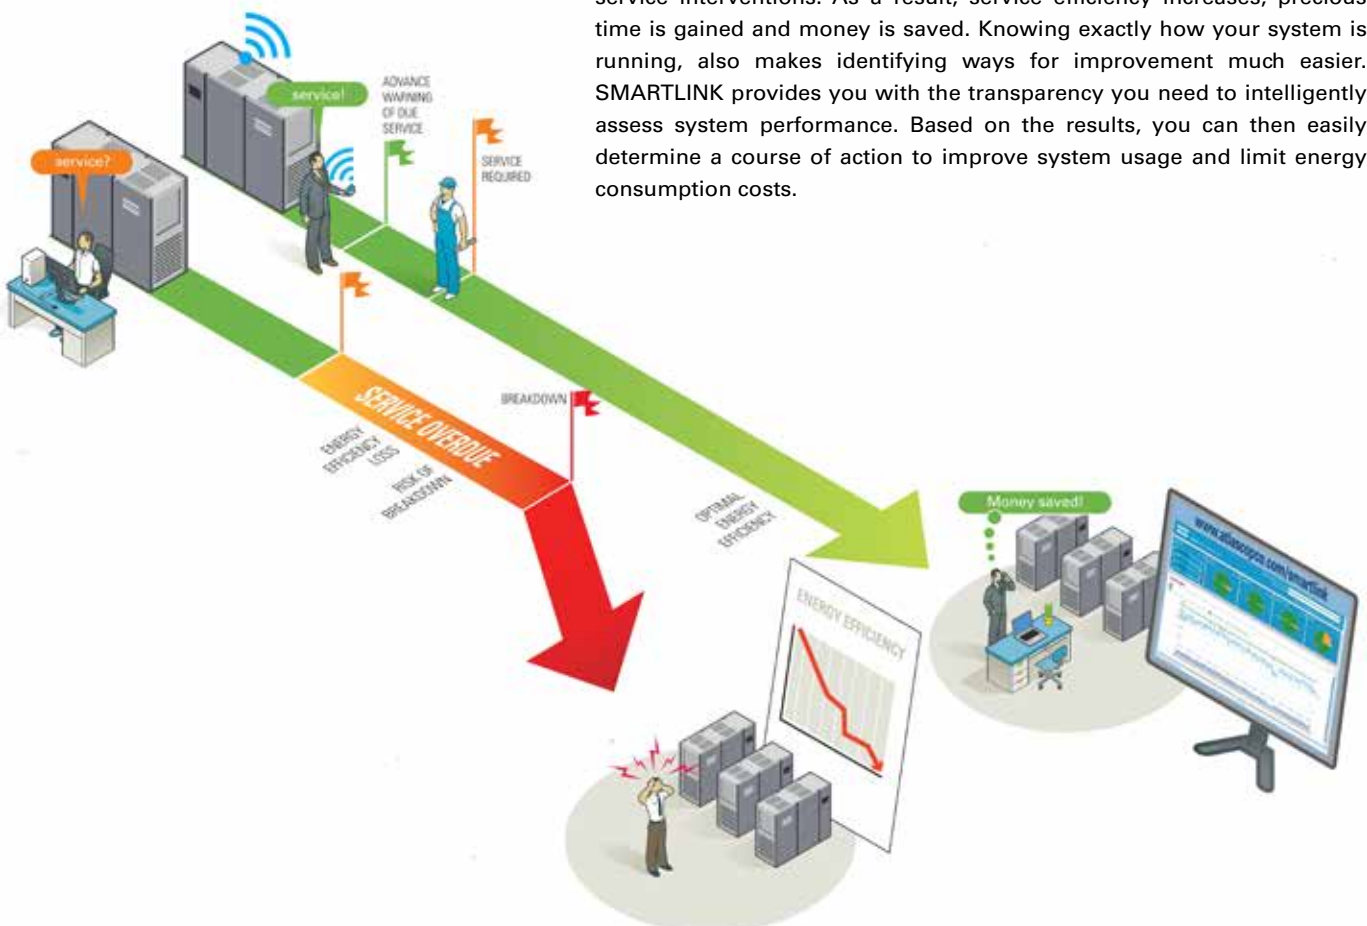 service interventions. As a result, service efficiency increases, precious
time is gained and money is saved. Knowing exactly how your system is
running, also makes identifying ways for improvement much easier.
SMARTLINK provides you with the transparency you need to intelligently
assess system performance. Based on the results, you can then easily
determine a course of action to improve system usage and limit energy
consumption costs.
service!
ADVANCE
WARNING
OF DUE
SERVICE
SERVICE
REQUIRED
service?
SERVICE OVERDUE
BREAKDOWN
ENERGY
EFFICIENCY
LOSS
RISK OF
BREAKDOWN
OPTIMAL
ENERGY
EFFICIENCY
Money saved!
www.atlascopco.com/smartlink
ENERGY EFFICIENCY